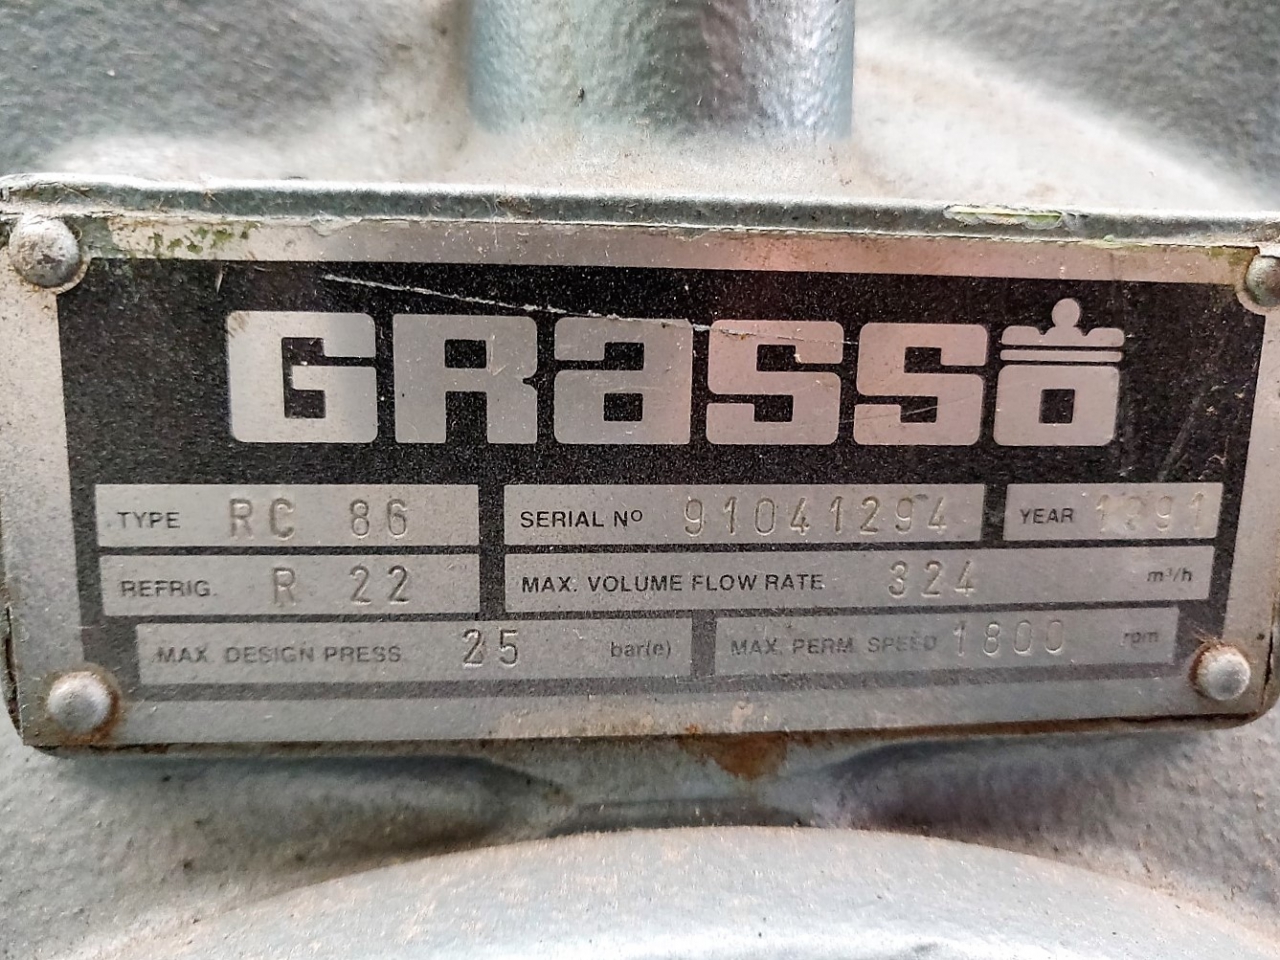 GRasso
TYPE RC 86 SERIAL Nº 91041294 YEAR 1991
REFRIG. R 22 MAX. VOLUME FLOW RATE 324 m³/h
MAX. DESIGN PRESS 25 bar(e) MAX. PERM SPEED 1800 rpm